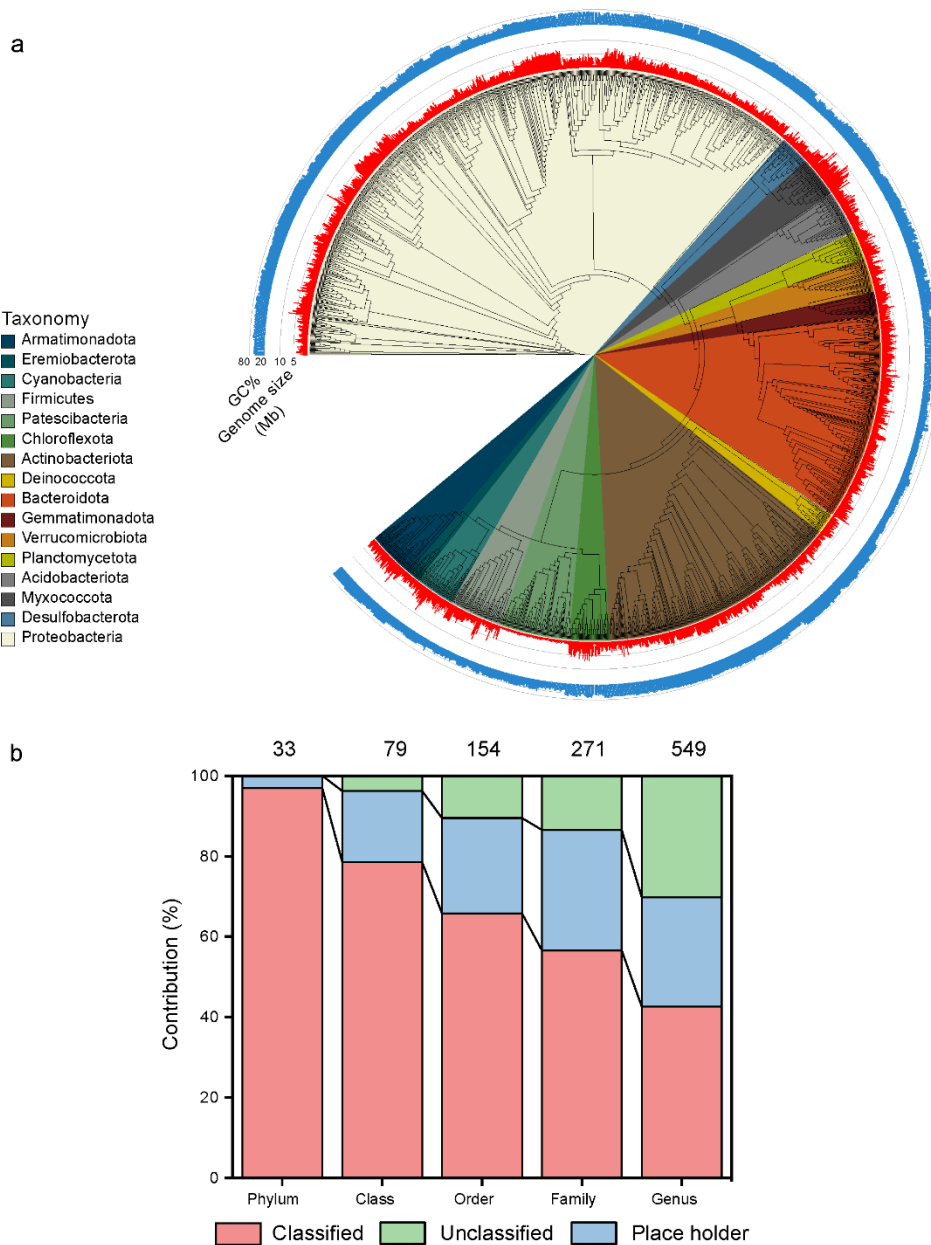 a
Taxonomy
Armatimonadota
Eremiobacterota
Cyanobacteria
Firmicutes
Patescibacteria
Chloroflexota
Actinobacteriota
Deinococcota
Bacteroidota
Gemmatimonadota
Verrucomicrobiota
Planctomycetota
Acidobacteriota
Myxococcota
Desulfobacterota
Proteobacteria
80 20 10 5
GC%
Genome size
(Mb)
b
33 79 154 271 549
100
80
60
40
20
0
Contribution (%)
Phylum Class Order Family Genus
Classified Unclassified Place holder